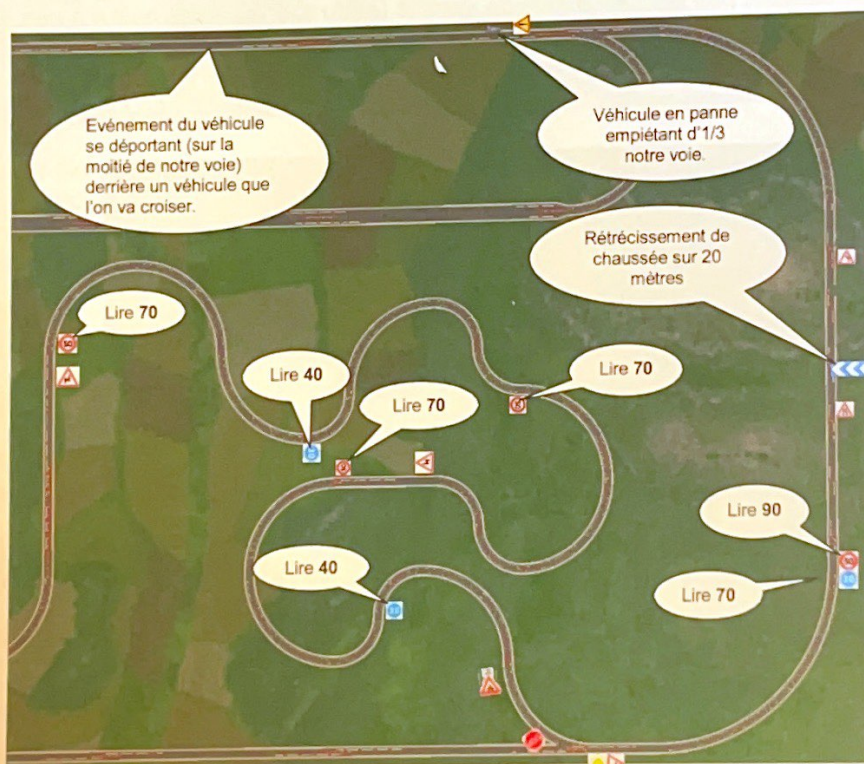 Evénement du véhicule
se déportant (sur la
moitié de notre voie)
derrière un véhicule que
l'on va croiser.
Véhicule en panne
empiétant d'1/3
notre voie.
Rétrécissement de
chaussée sur 20
mètres
Lire 70
Lire 40
Lire 70
Lire 70
Lire 90
Lire 40
Lire 70